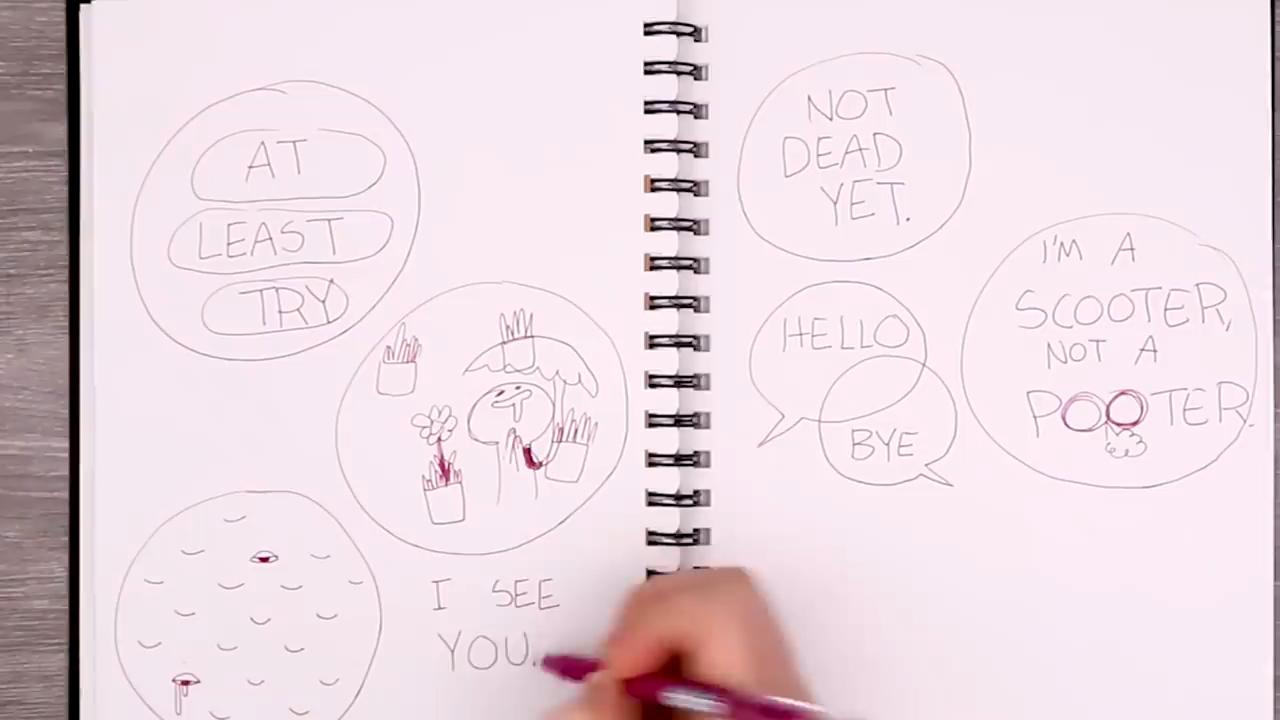 AT
LEAST
TRY
I SEE
YOU.
NOT
DEAD
YET.
HELLO
BYE
I'M A
SCOOTER,
NOT A
POOTER.